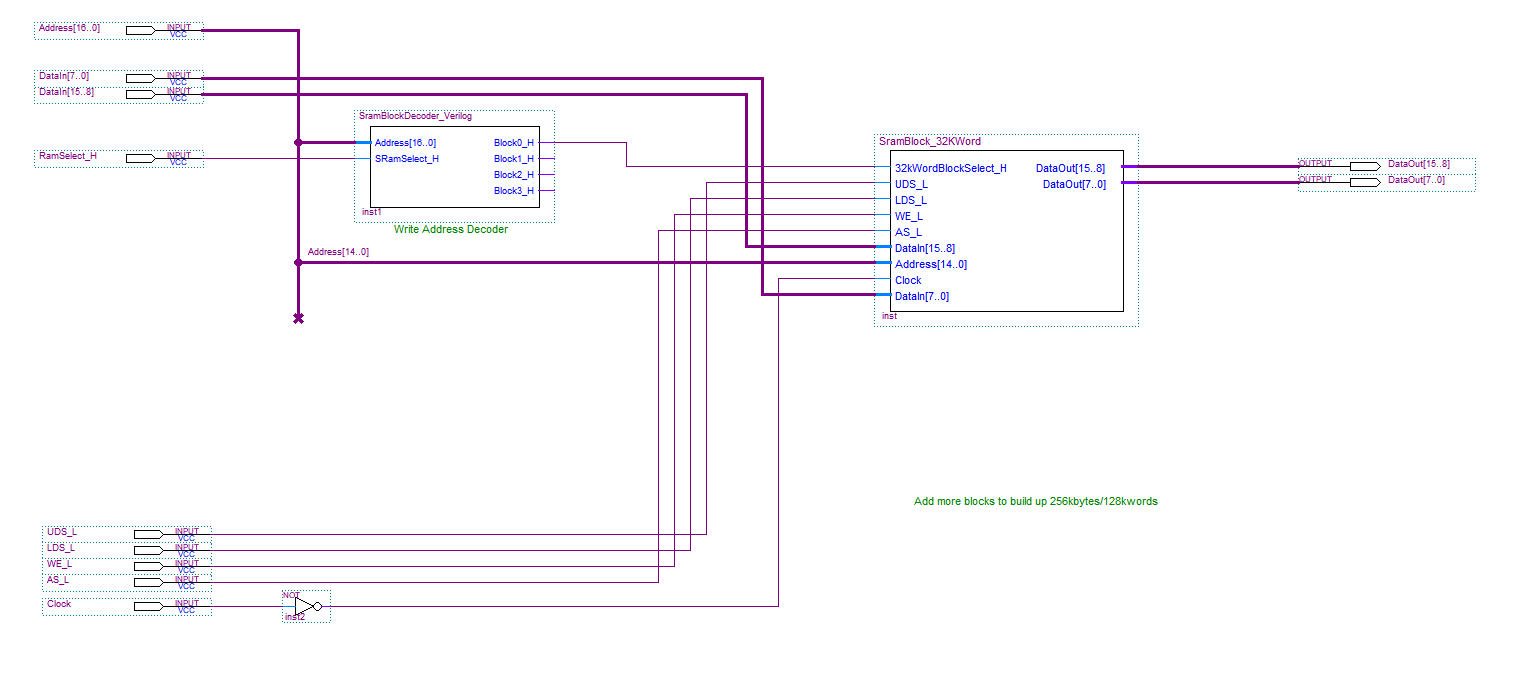 Address[16..0]
INPUT
VCC
DataIn[7..0]
INPUT
VCC
DataIn[15..8]
INPUT
VCC
RamSelect_H
INPUT
VCC
SramBlockDecoder_Verilog
Address[16..0]
SRamSelect_H
Block0_H
Block1_H
Block2_H
Block3_H
inst1
Write Address Decoder
Address[14..0]
SramBlock_32KWord
32kWordBlockSelect_H
UDS_L
LDS_L
WE_L
AS_L
DataIn[15..8]
Address[14..0]
Clock
DataIn[7..0]
DataOut[15..8]
DataOut[7..0]
inst
OUTPUT
DataOut[15..8]
OUTPUT
DataOut[7..0]
Add more blocks to build up 256kbytes/128kwords
UDS_L
INPUT
VCC
LDS_L
INPUT
VCC
WE_L
INPUT
VCC
AS_L
INPUT
VCC
Clock
INPUT
VCC
NOT
inst2